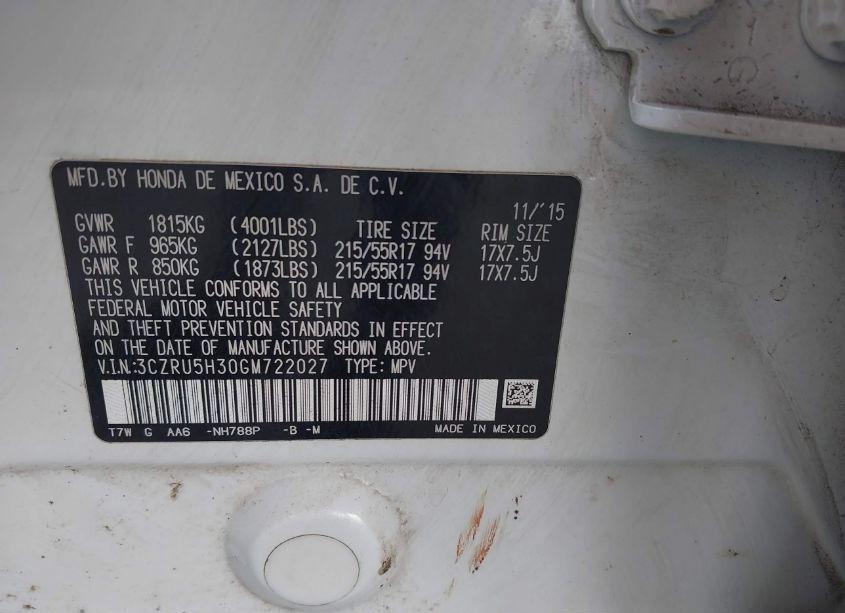 MFD.BY HONDA DE MEXICO S.A. DE C.V.
11/'15
GVWR 1815KG (4001LBS) TIRE SIZE RIM SIZE
GAWR F 965KG (2127LBS) 215/55R17 94V 17X7.5J
GAWR R 850KG (1873LBS) 215/55R17 94V 17X7.5J
THIS VEHICLE CONFORMS TO ALL APPLICABLE
FEDERAL MOTOR VEHICLE SAFETY
AND THEFT PREVENTION STANDARDS IN EFFECT
ON THE DATE OF MANUFACTURE SHOWN ABOVE.
V.I.N.:3CZRU5H30GM722027 TYPE: MPV
T7W G AA6 -NH788P -B -M MADE IN MEXICO